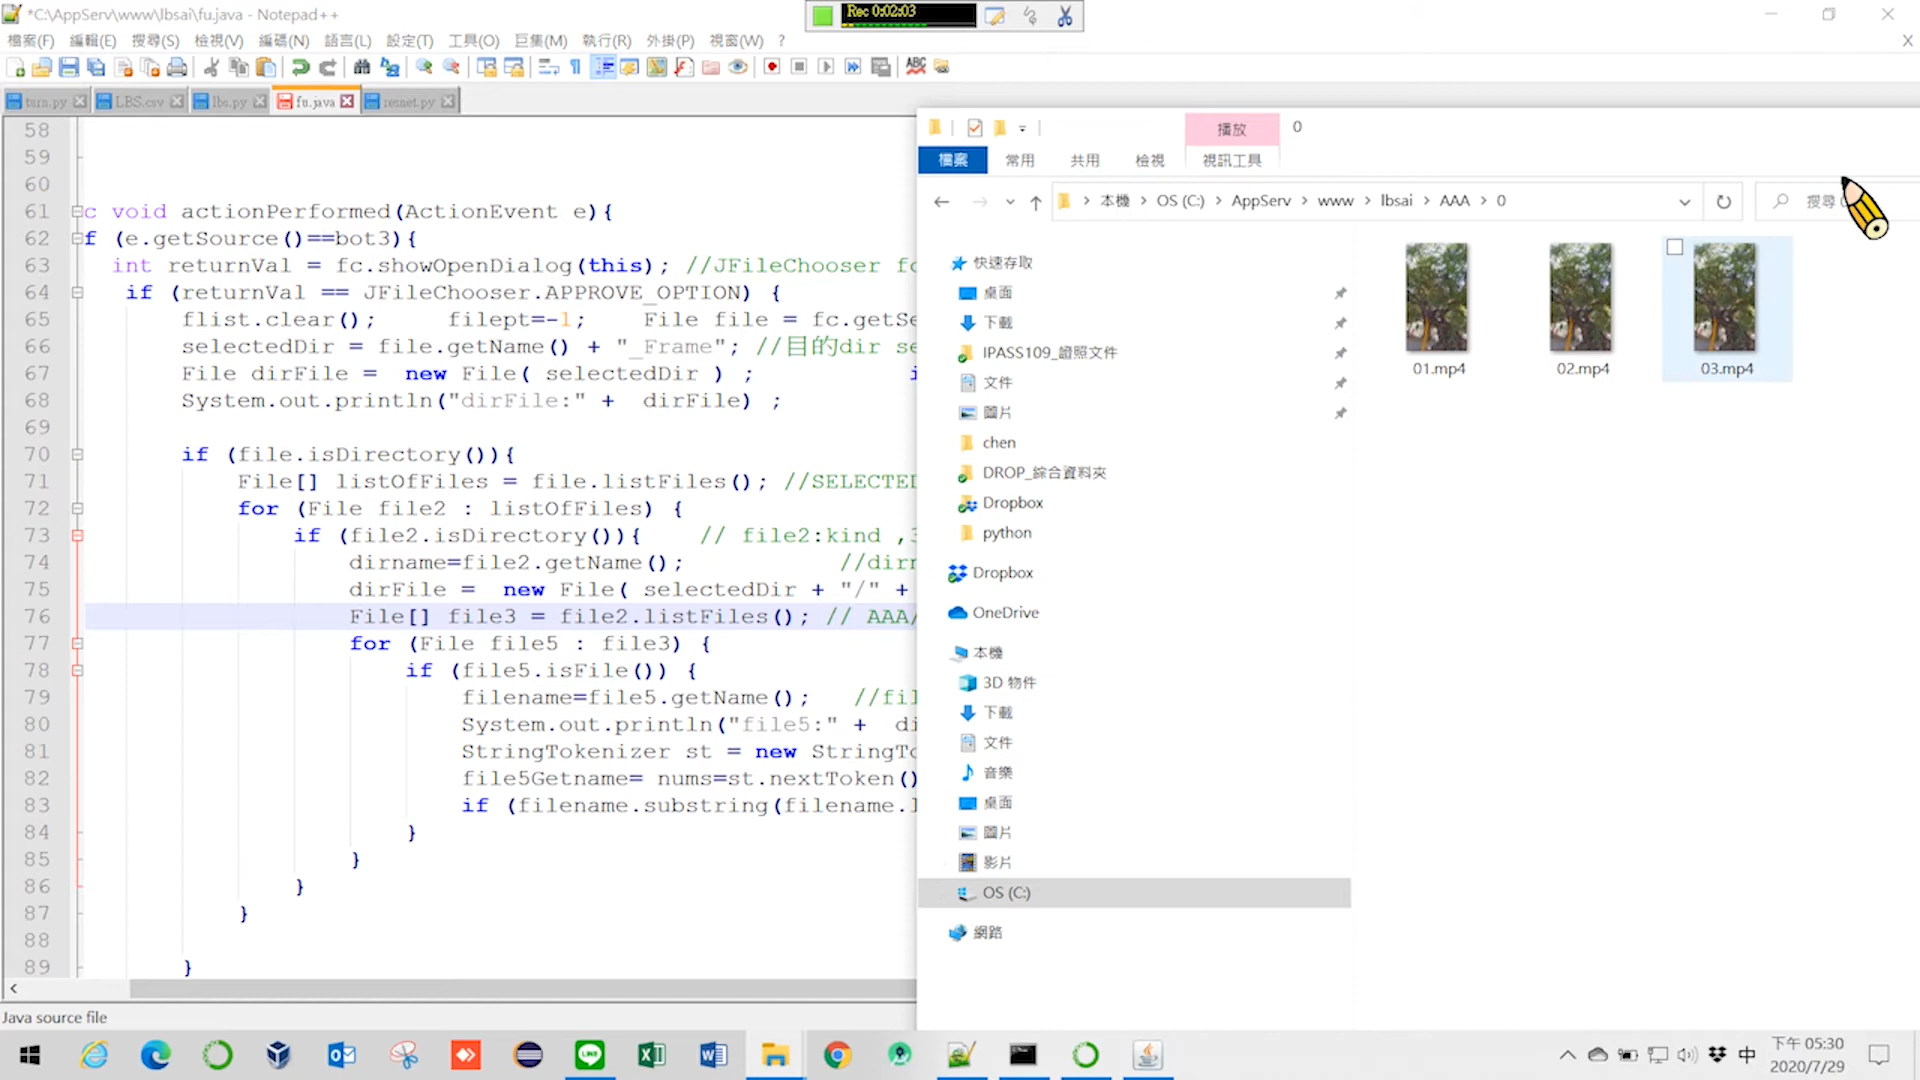 *C:\AppServ\www\lbsai\fu.java - Notepad++
Rec 0:02:03
檔案(F) 編輯(E) 搜尋(S) 檢視(V) 編碼(N) 語言(L) 設定(T) 工具(O) 巨集(M) 執行(R) 外掛(P) 視窗(W) ?
turn.py LBS.csv lbs.py fu.java resnet.py
58
59
60
61 c void actionPerformed(ActionEvent e){
62 f (e.getSource()==bot3){
63 int returnVal = fc.showOpenDialog(this); //JFileChooser fc
64 if (returnVal == JFileChooser.APPROVE_OPTION) {
65 flist.clear(); filept=-1; File file = fc.getSe
66 selectedDir = file.getName() + "_Frame"; //目的dir se
67 File dirFile = new File( selectedDir ) ; i
68 System.out.println("dirFile:" + dirFile) ;
69
70 if (file.isDirectory()){
71 File[] listOfFiles = file.listFiles(); //SELECTED
72 for (File file2 : listOfFiles) {
73 if (file2.isDirectory()){ // file2:kind ,3
74 dirname=file2.getName(); //dirn
75 dirFile = new File( selectedDir + "/" +
76 File[] file3 = file2.listFiles(); // AAA/
77 for (File file5 : file3) {
78 if (file5.isFile()) {
79 filename=file5.getName(); //fil
80 System.out.println("file5:" + di
81 StringTokenizer st = new StringTo
82 file5Getname= nums=st.nextToken()
83 if (filename.substring(filename.l
84 }
85 }
86 }
87 }
88
89 }
Java source file
播放 0
檔案 常用 共用 檢視 視訊工具
本機 OS (C:) AppServ www lbsai AAA 0
搜尋
快速存取
桌面
下載
IPASS109_證照文件
文件
圖片
chen
DROP_綜合資料夾
Dropbox
python
Dropbox
OneDrive
本機
3D 物件
下載
文件
音樂
桌面
圖片
影片
OS (C:)
網路
01.mp4 02.mp4 03.mp4
中
下午 05:30
2020/7/29